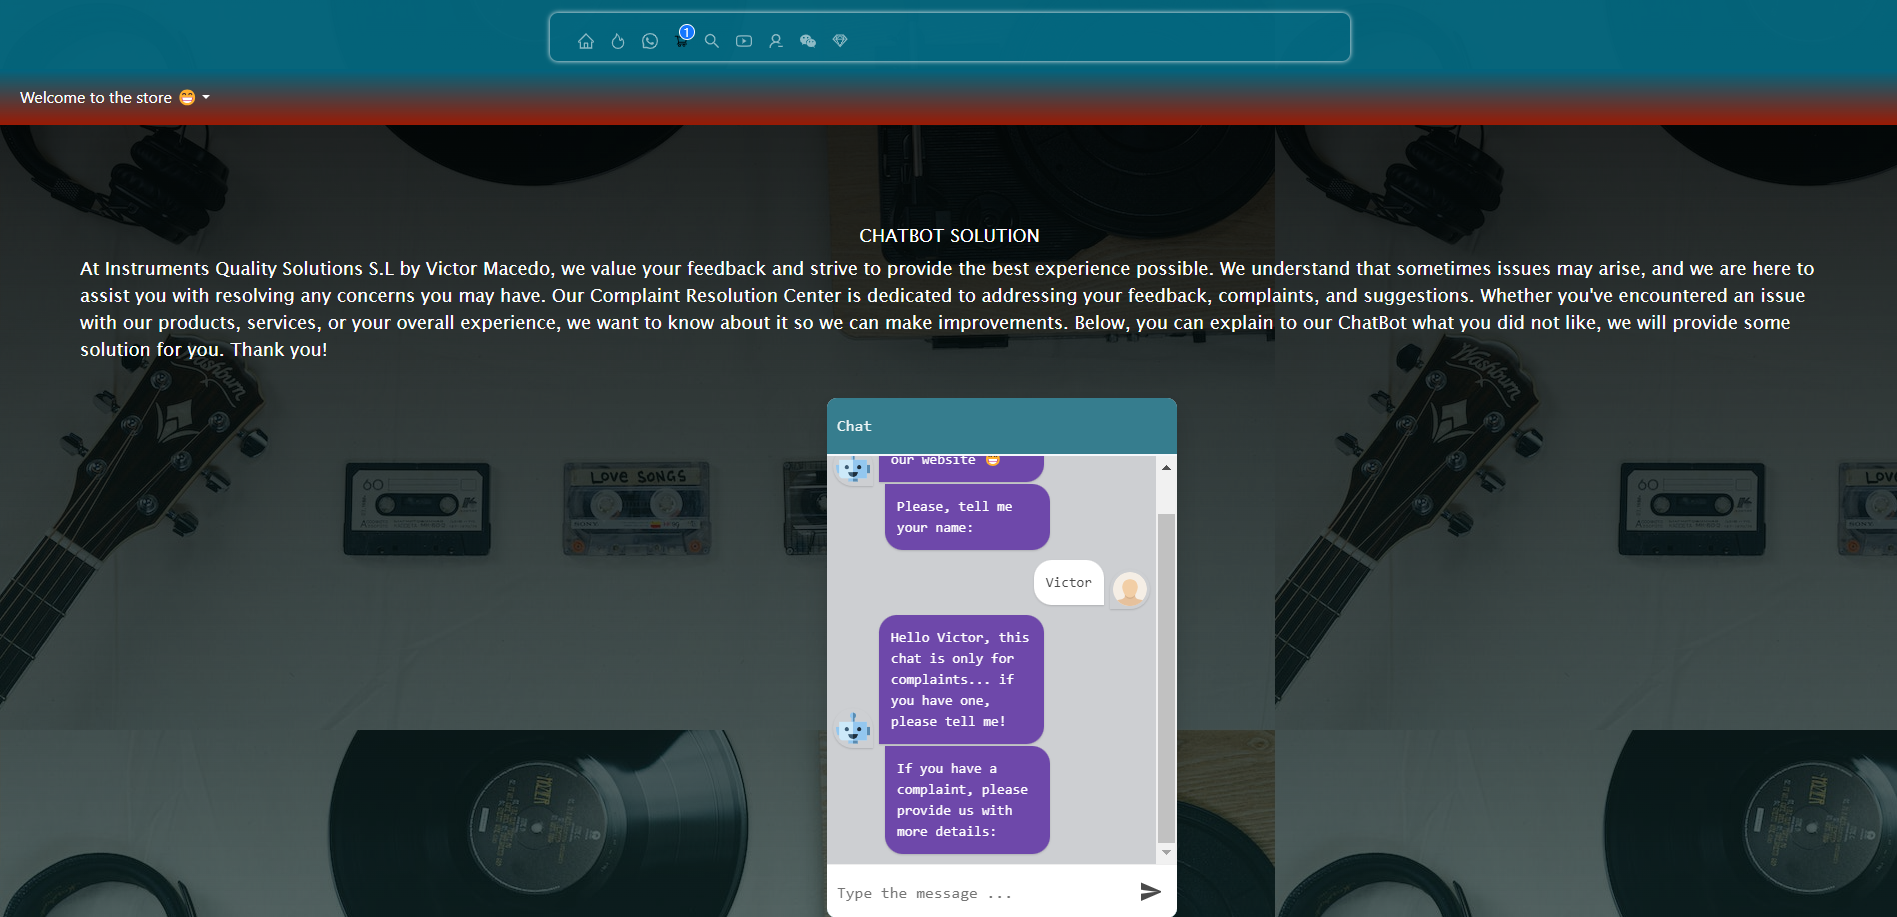 1
Welcome to the store 😁
CHATBOT SOLUTION
At Instruments Quality Solutions S.L by Victor Macedo, we value your feedback and strive to provide the best experience possible. We understand that sometimes issues may arise, and we are here to
assist you with resolving any concerns you may have. Our Complaint Resolution Center is dedicated to addressing your feedback, complaints, and suggestions. Whether you've encountered an issue
with our products, services, or your overall experience, we want to know about it so we can make improvements. Below, you can explain to our ChatBot what you did not like, we will provide some
solution for you. Thank you!
Washburn
Washburn
LOVE SONGS
SONY
Chat
our website 😁
Please, tell me
your name:
Victor
Hello Victor, this
chat is only for
complaints... if
you have one,
please tell me!
If you have a
complaint, please
provide us with
more details:
Type the message ...